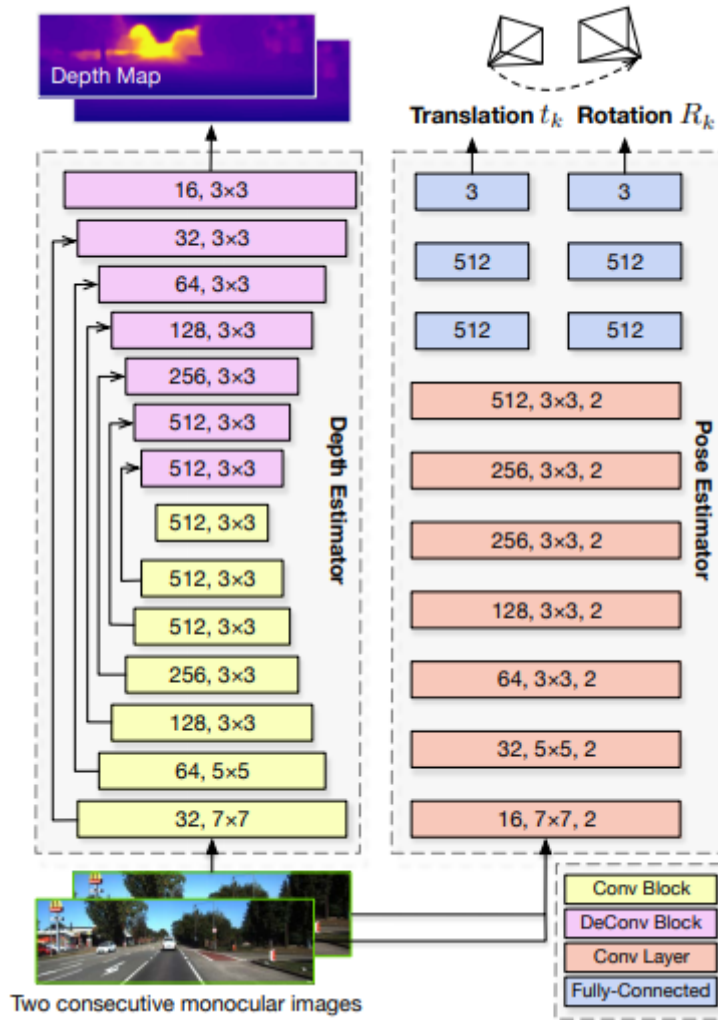 Depth Map
Translation t_k Rotation R_k
16, 3×3
32, 3×3
64, 3×3
128, 3×3
256, 3×3
512, 3×3
512, 3×3
512, 3×3
512, 3×3
512, 3×3
256, 3×3
128, 3×3
64, 5×5
32, 7×7
Depth Estimator
3 3
512 512
512 512
512, 3×3, 2
256, 3×3, 2
256, 3×3, 2
128, 3×3, 2
64, 3×3, 2
32, 5×5, 2
16, 7×7, 2
Pose Estimator
Two consecutive monocular images
Conv Block
DeConv Block
Conv Layer
Fully-Connected